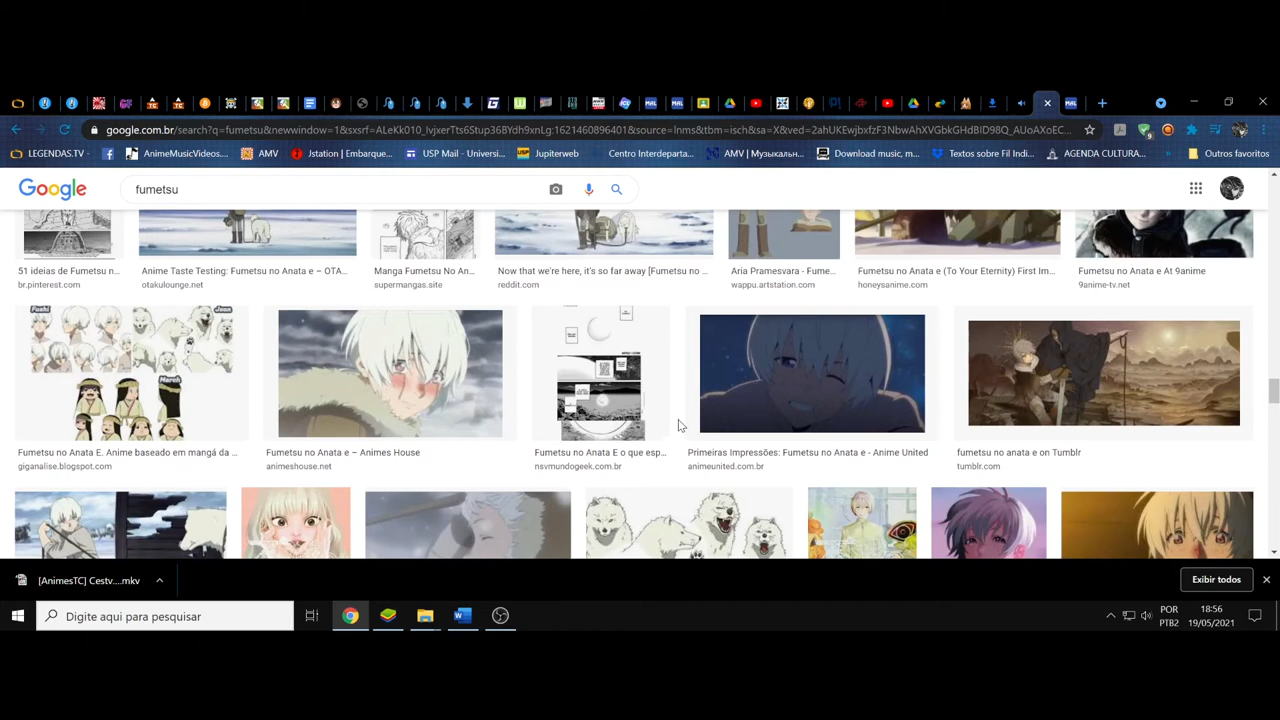 google.com.br/search?q=fumetsu&newwindow=1&sxsrf=ALeKk010_IvjxerTts6Stup36BYdh9xnLg:1621460896401&source=lnms&tbm=isch&sa=X&ved=2ahUKEwjbxfzF3NbwAhXVGbkGHdBID98Q_AUoAXoEC...
LEGENDAS.TV
AnimeMusicVideos....
AMV
Jstation | Embarque...
USP Mail - Universi...
Jupiterweb
Centro Interdeparta...
AMV | Музыкальн...
Download music, m...
Textos sobre Fil Indi...
AGENDA CULTURA...
Outros favoritos
Google
fumetsu
51 ideias de Fumetsu n...
br.pinterest.com
Anime Taste Testing: Fumetsu no Anata e – OTA...
otakulounge.net
Manga Fumetsu No An...
supermangas.site
Now that we're here, it's so far away [Fumetsu no ...
reddit.com
Aria Pramesvara - Fume...
wappu.artstation.com
Fumetsu no Anata e (To Your Eternity) First Im...
honeysanime.com
Fumetsu no Anata e At 9anime
9anime-tv.net
Fushi
Joan
March
Fumetsu no Anata E. Anime baseado em mangá da ...
giganalise.blogspot.com
Fumetsu no Anata e – Animes House
animeshouse.net
Fumetsu no Anata E o que esp...
nsvmundogeek.com.br
Primeiras Impressões: Fumetsu no Anata e - Anime United
animeunited.com.br
fumetsu no anata e on Tumblr
tumblr.com
[AnimesTC] Cestv....mkv
Exibir todos
Digite aqui para pesquisar
POR
PTB2
18:56
19/05/2021